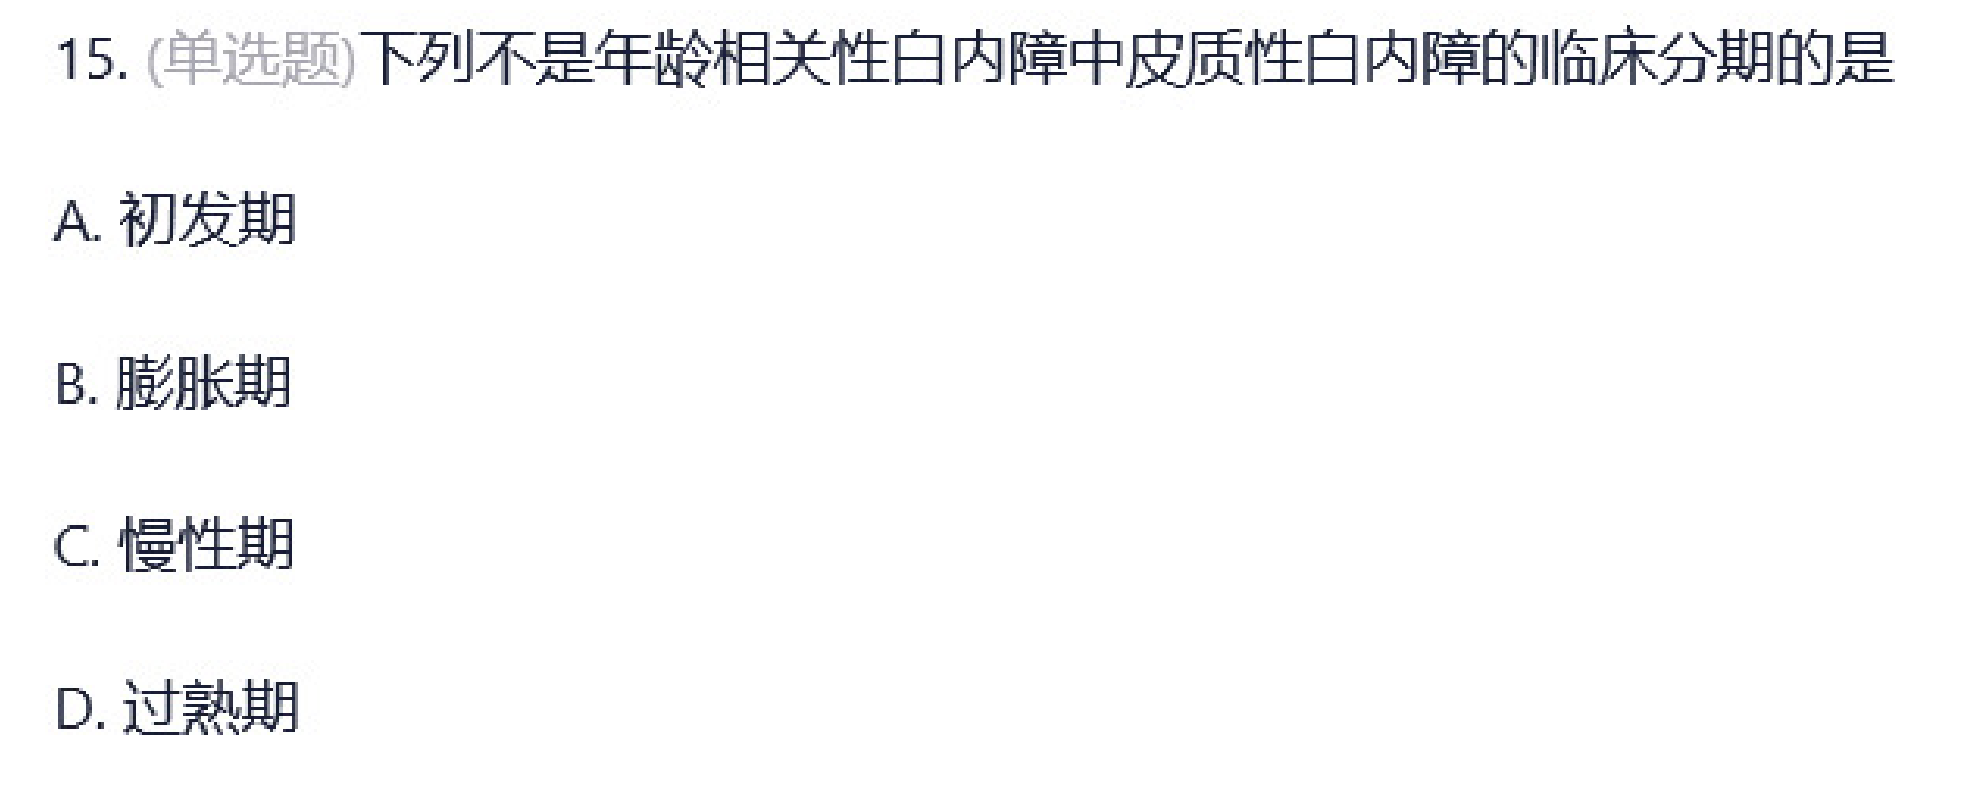 15. (单选题)下列不是年龄相关性白内障中皮质性白内障的临床分期的是
A. 初发期
B. 膨胀期
C. 慢性期
D. 过熟期